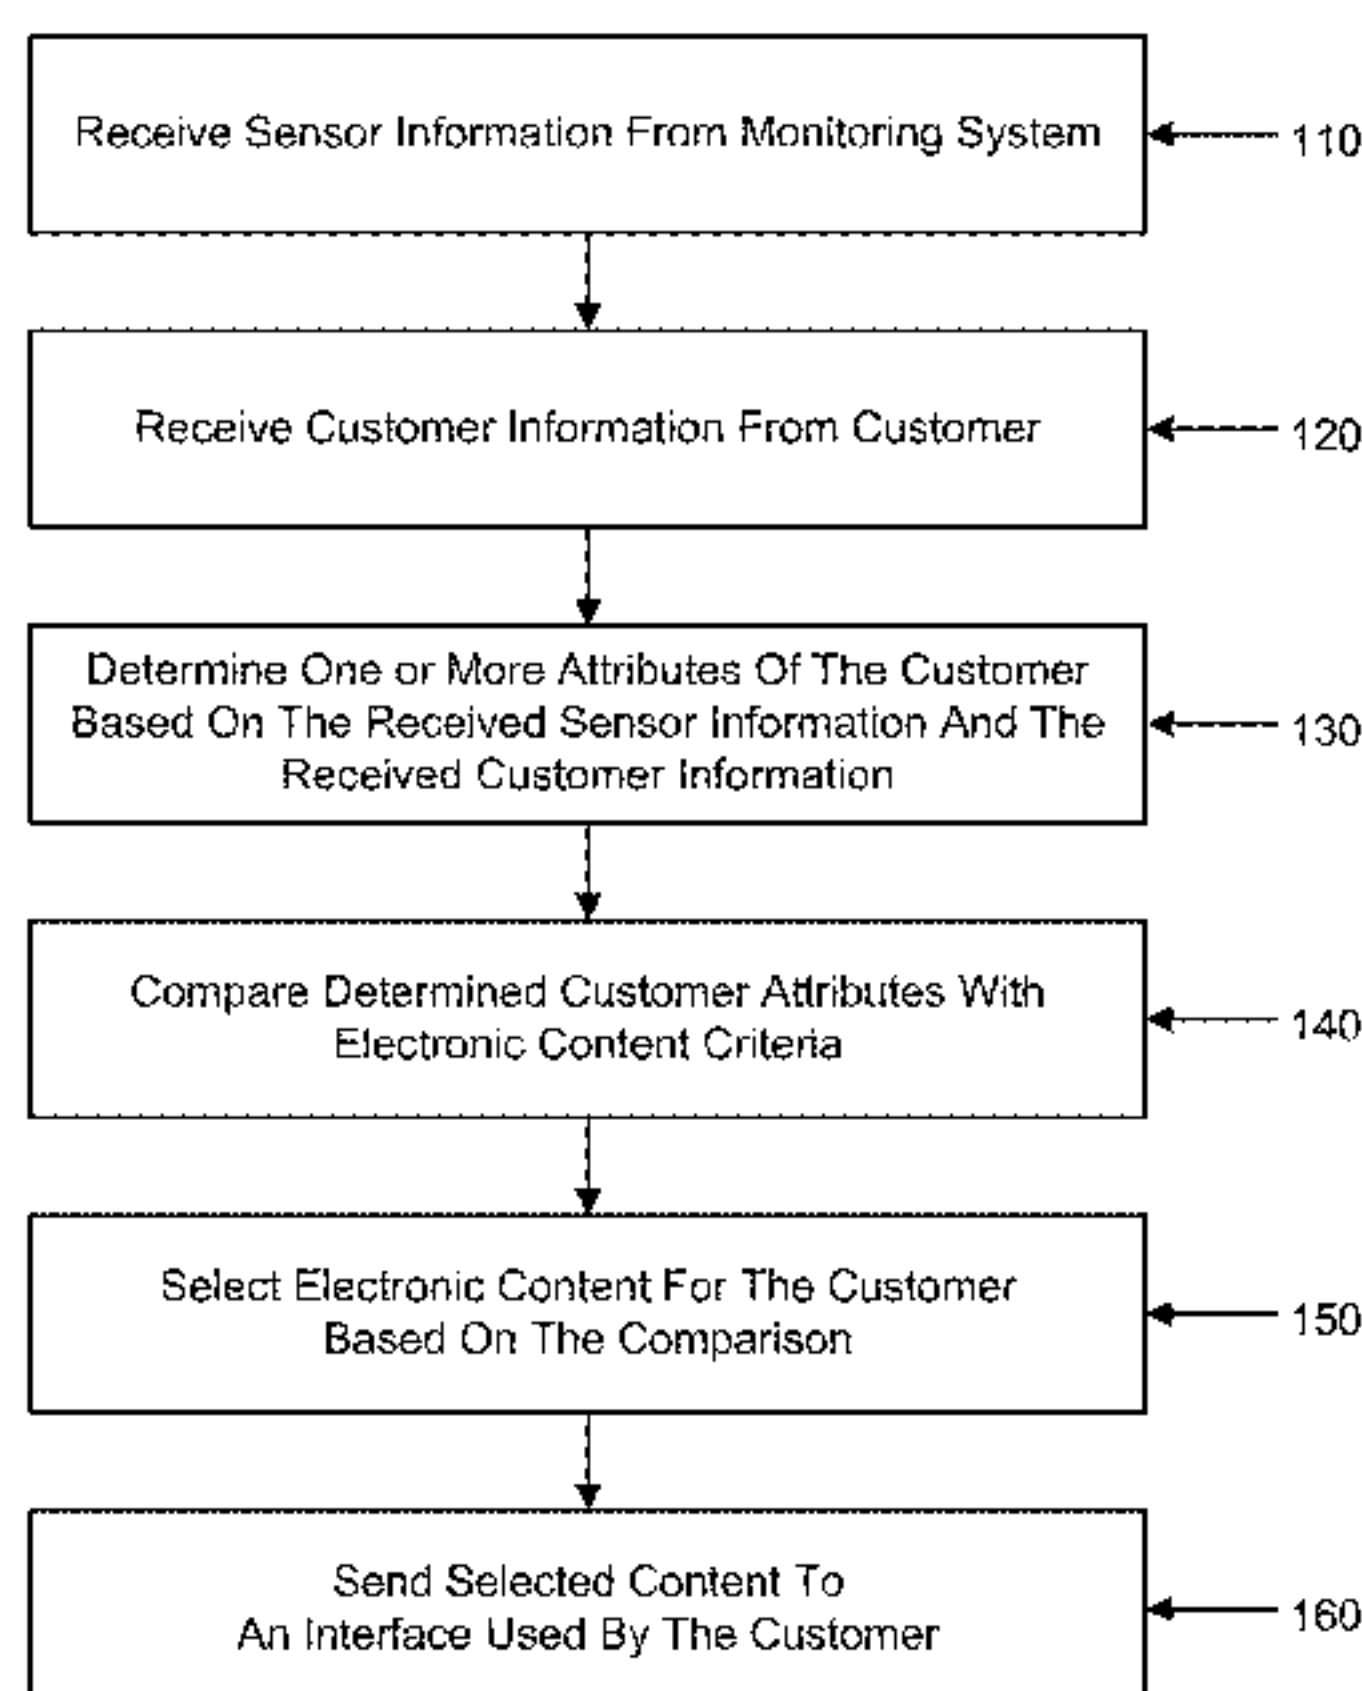 Receive Sensor Information From Monitoring System
110
Receive Customer Information From Customer
120
Determine One or More Attributes Of The Customer
Based On The Received Sensor Information And The
Received Customer Information
130
Compare Determined Customer Attributes With
Electronic Content Criteria
140
Select Electronic Content For The Customer
Based On The Comparison
150
Send Selected Content To
An Interface Used By The Customer
160